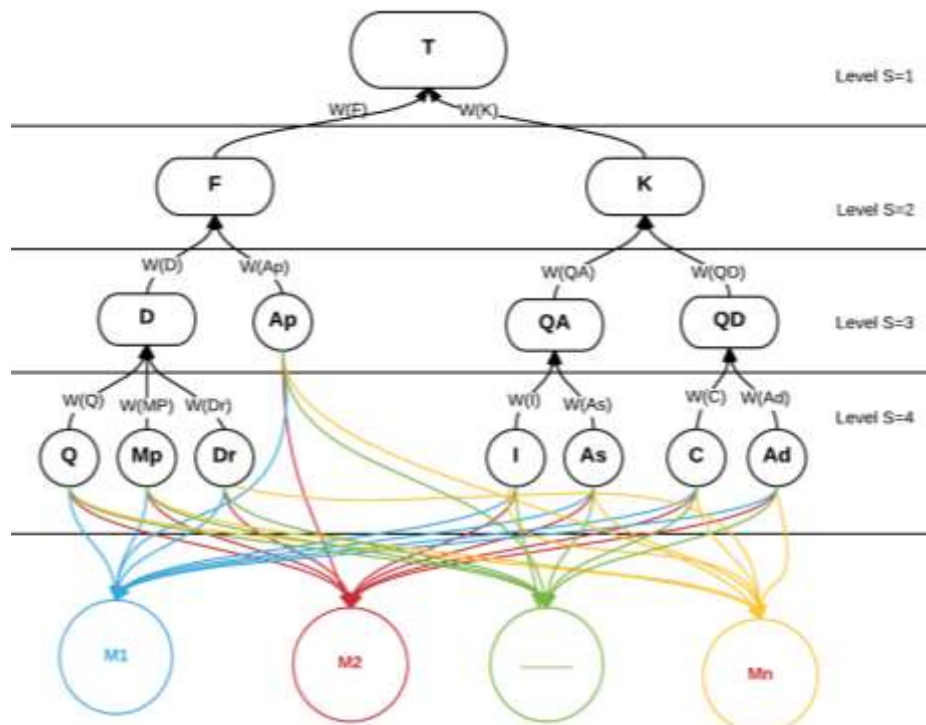 T
Level S=1
W(F)
W(K)
F
K
Level S=2
W(D)
W(Ap)
W(QA)
W(QD)
D
Ap
QA
QD
Level S=3
W(Q)
W(MP)
W(Dr)
W(I)
W(As)
W(C)
W(Ad)
Level S=4
Q
Mp
Dr
I
As
C
Ad
M1
M2
Mn